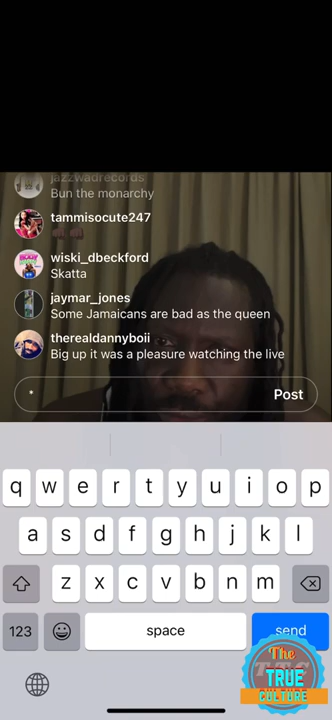 jazzwadrecords
Bun the monarchy
tammisocute247
wiski_dbeckford
Skatta
jaymar_jones
Some Jamaicans are bad as the queen
therealdannyboii
Big up it was a pleasure watching the live
* Post
q w e r t y u i o p
a s d f g h j k l
z x c v b n m
123 space send
The
T.T.C
TRUE
CULTURE